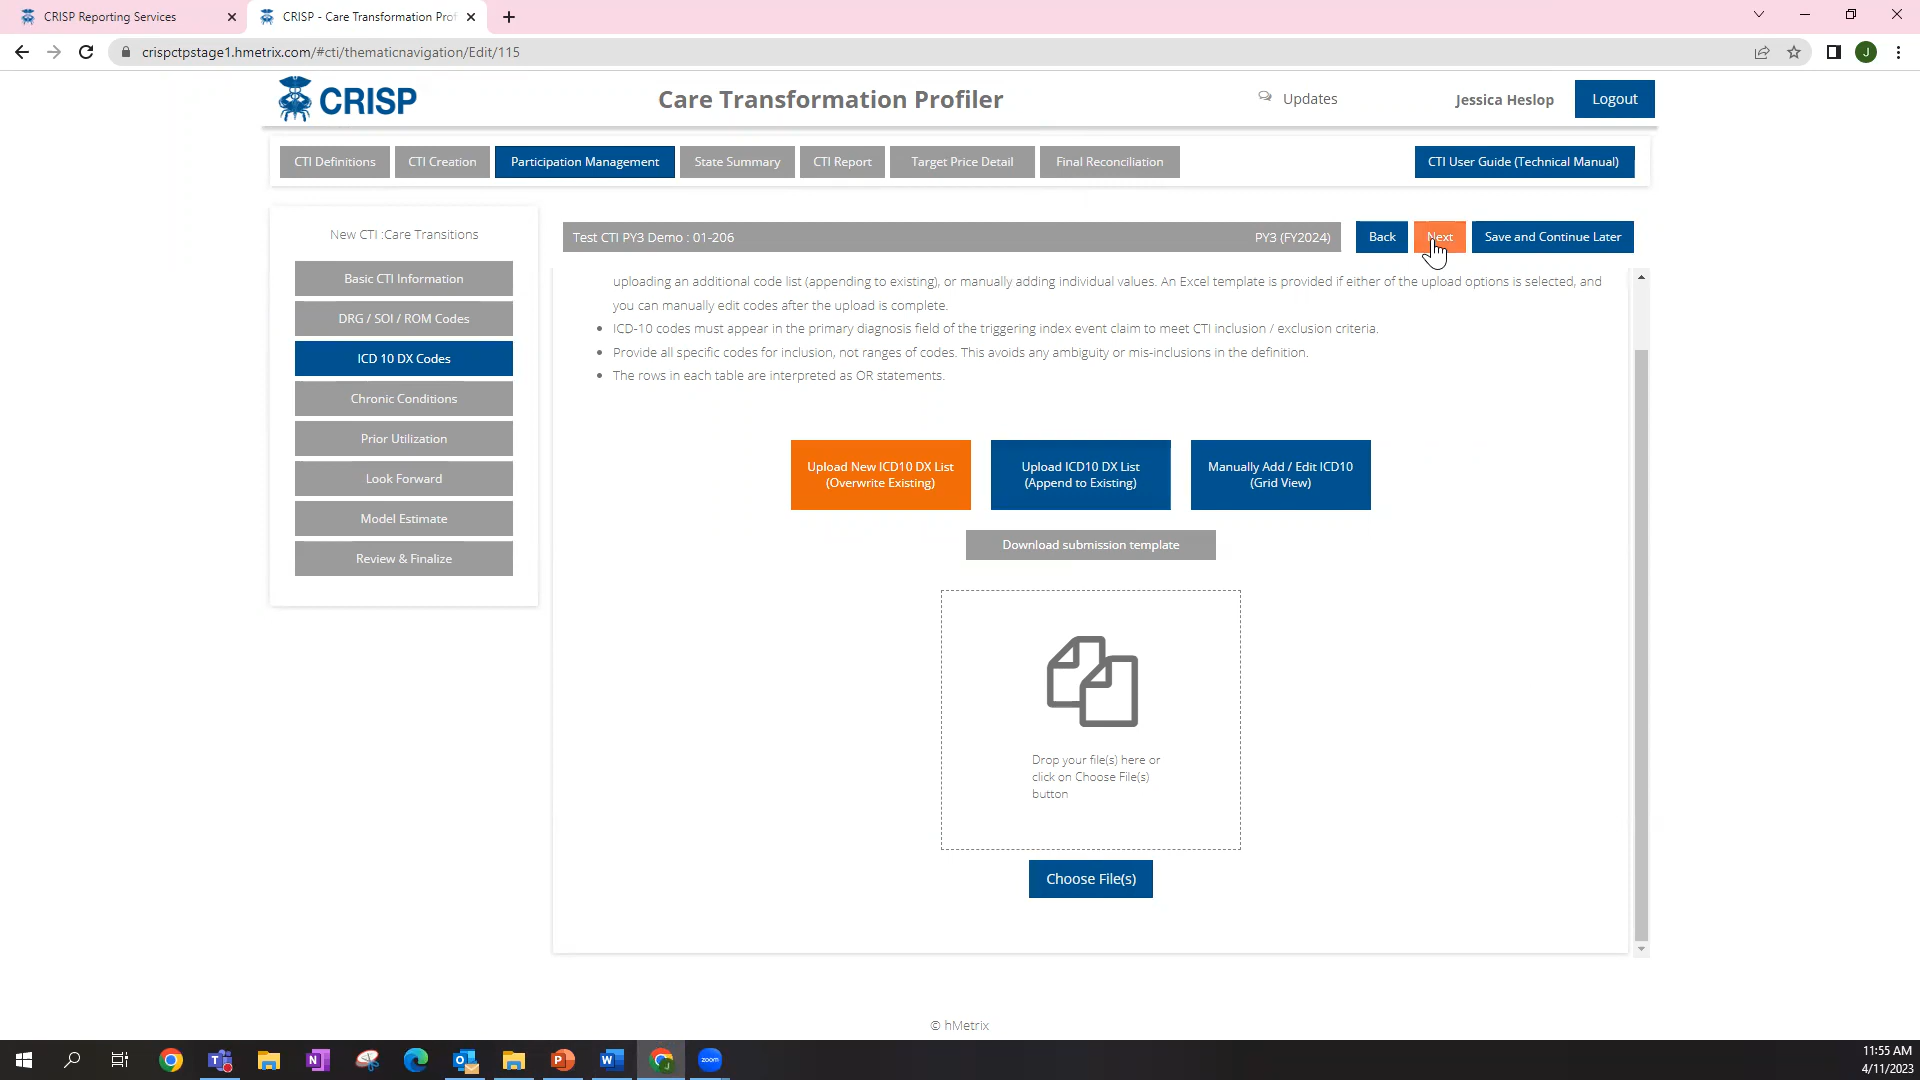 CRISP Reporting Services
CRISP - Care Transformation Prof
crispctpstage1.hmetrix.com/#cti/thematicnavigation/Edit/115
J
CRISP
Care Transformation Profiler
Updates
Jessica Heslop
Logout
CTI Definitions
CTI Creation
Participation Management
State Summary
CTI Report
Target Price Detail
Final Reconciliation
CTI User Guide (Technical Manual)
New CTI :Care Transitions
Basic CTI Information
DRG / SOI / ROM Codes
ICD 10 DX Codes
Chronic Conditions
Prior Utilization
Look Forward
Model Estimate
Review & Finalize
Test CTI PY3 Demo : 01-206
PY3 (FY2024)
Back
Next
Save and Continue Later
uploading an additional code list (appending to existing), or manually adding individual values. An Excel template is provided if either of the upload options is selected, and
you can manually edit codes after the upload is complete.
ICD-10 codes must appear in the primary diagnosis field of the triggering index event claim to meet CTI inclusion / exclusion criteria.
Provide all specific codes for inclusion, not ranges of codes. This avoids any ambiguity or mis-inclusions in the definition.
The rows in each table are interpreted as OR statements.
Upload New ICD10 DX List
(Overwrite Existing)
Upload ICD10 DX List
(Append to Existing)
Manually Add / Edit ICD10
(Grid View)
Download submission template
Drop your file(s) here or
click on Choose File(s)
button
Choose File(s)
© hMetrix
zoom
11:55 AM
4/11/2023